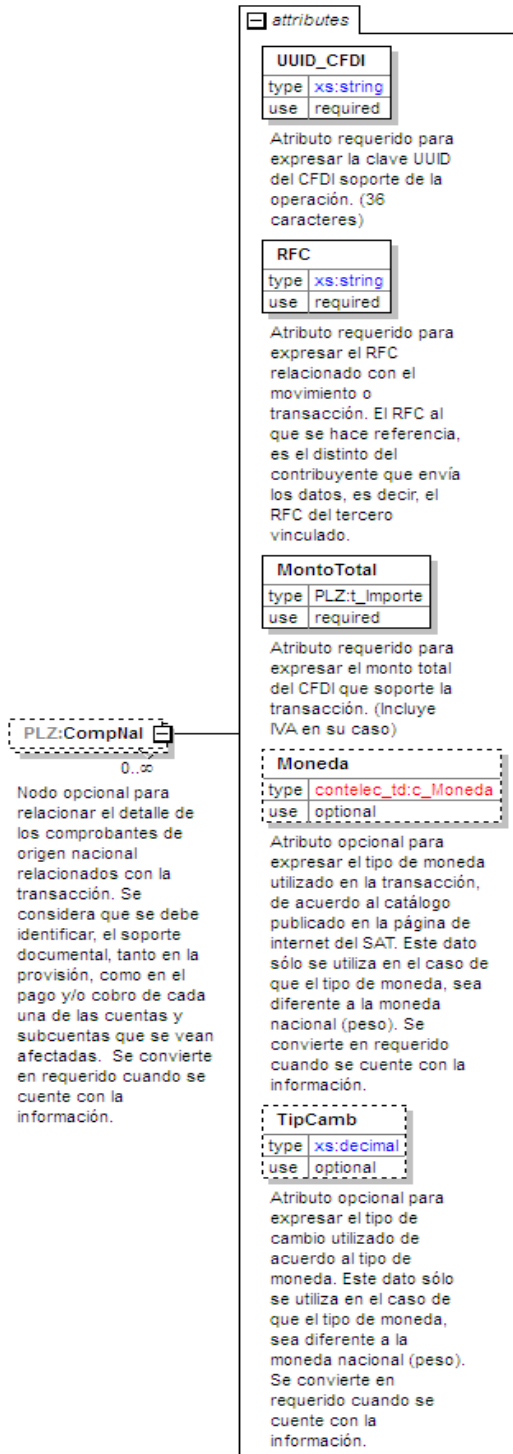 attributes
UUID_CFDI
type xs:string
use required
Atributo requerido para
expresar la clave UUID
del CFDI soporte de la
operación. (36
caracteres)
RFC
type xs:string
use required
Atributo requerido para
expresar el RFC
relacionado con el
movimiento o
transacción. El RFC al
que se hace referencia,
es el distinto del
contribuyente que envía
los datos, es decir, el
RFC del tercero
vinculado.
MontoTotal
type PLZ:t_Importe
use required
Atributo requerido para
expresar el monto total
del CFDI que soporte la
transacción. (Incluye
IVA en su caso)
PLZ:CompNal
0..∞
Nodo opcional para
relacionar el detalle de
los comprobantes de
origen nacional
relacionados con la
transacción. Se
considera que se debe
identificar, el soporte
documental, tanto en la
provisión, como en el
pago y/o cobro de cada
una de las cuentas y
subcuentas que se vean
afectadas. Se convierte
en requerido cuando se
cuente con la
información.
Moneda
type contelec_td:c_Moneda
use optional
Atributo opcional para
expresar el tipo de moneda
utilizado en la transacción,
de acuerdo al catálogo
publicado en la página de
internet del SAT. Este dato
sólo se utiliza en el caso de
que el tipo de moneda, sea
diferente a la moneda
nacional (peso). Se
convierte en requerido
cuando se cuente con la
información.
TipCamb
type xs:decimal
use optional
Atributo opcional para
expresar el tipo de
cambio utilizado de
acuerdo al tipo de
moneda. Este dato sólo
se utiliza en el caso de
que el tipo de moneda,
sea diferente a la
moneda nacional (peso).
Se convierte en
requerido cuando se
cuente con la
información.